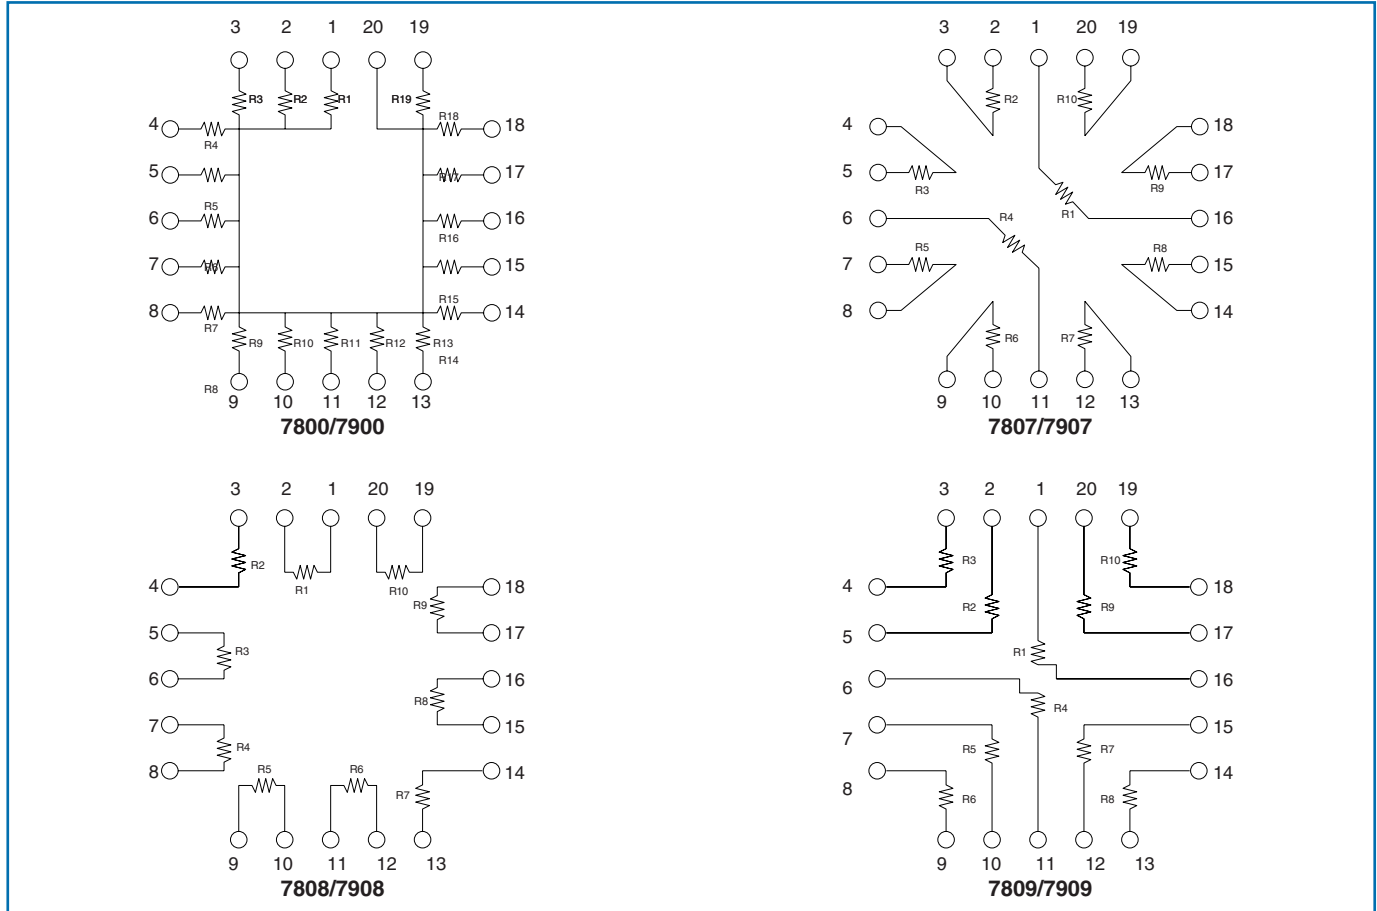 3 2 1 20 19
R3 R2 R1 R19
R18
4 18
R4
5 17
R17
R5
6 16
R16
7 15
R6
R15
8 14
R7
R9 R10 R11 R12 R13
R14
R8
9 10 11 12 13
7800/7900
3 2 1 20 19
R2 R10
4 18
5 17
R3 R9
R1
6 R4 16
R5 R8
7 15
8 14
R6 R7
9 10 11 12 13
7807/7907
3 2 1 20 19
R2
4 18
R1 R10
R9
5 17
R3
6 16
R8
7 15
R4
8 14
R5 R6
R7
9 10 11 12 13
7808/7908
3 2 1 20 19
R3 R10
4 18
R2 R9
5 17
R1
6 16
R4
7 15
R5 R7
8 14
R6 R8
9 10 11 12 13
7809/7909